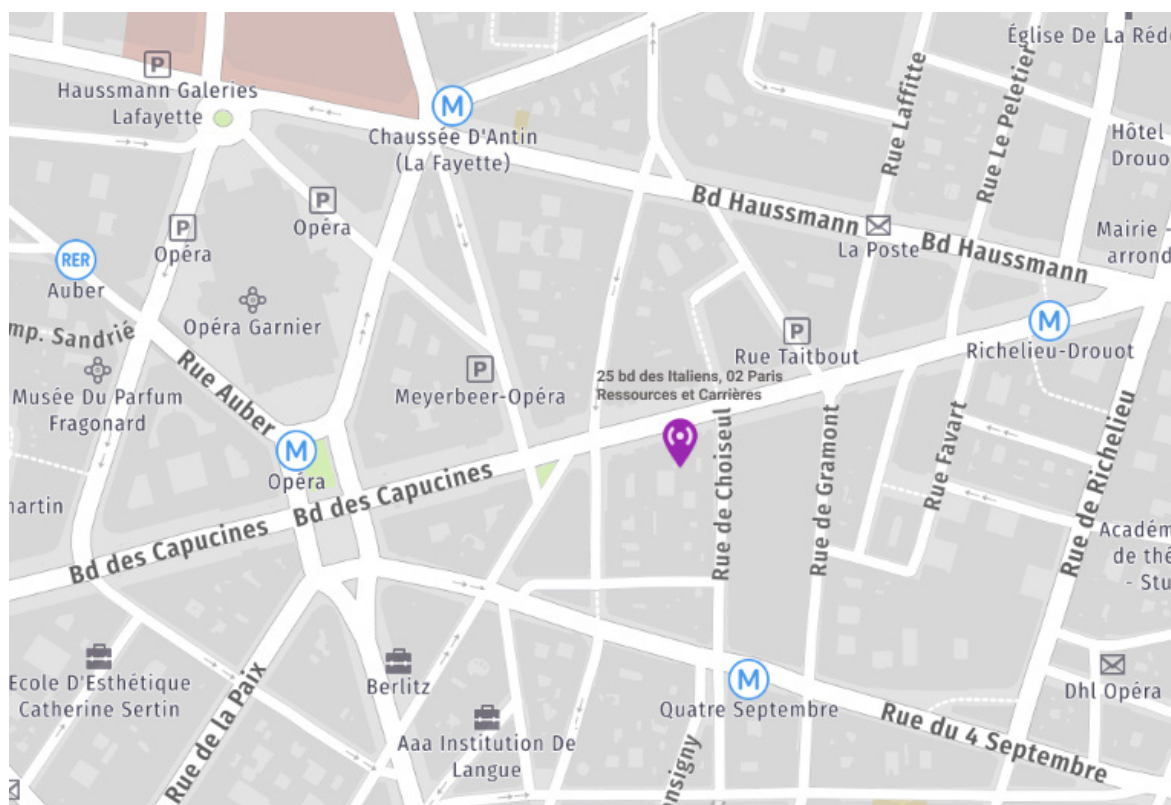 Église De La Réd
P
Haussmann Galeries
Lafayette
M
Chaussée D'Antin
(La Fayette)
Rue Laffitte
Rue Le Peletier
Hôtel
Drouo
P
Opéra
P
Opéra
Bd Haussmann
La Poste
Bd Haussmann
Mairie -
arrond
RER
Auber
Opéra Garnier
mp. Sandrié
Musée Du Parfum
Fragonard
Rue Auber
P
Meyerbeer-Opéra
P
Rue Taitbout
M
Richelieu-Drouot
25 bd des Italiens, 02 Paris
Ressources et Carrières
M
Opéra
Bd des Capucines
Bd des Capucines
Rue de Choiseul
Rue de Gramont
Rue Favart
Rue de Richelieu
martin
Académ
de thé
- Stu
Ecole D'Esthétique
Catherine Sertin
Rue de la Paix
Berlitz
Aaa Institution De
Langue
M
Quatre Septembre
Rue du 4 Septembre
Dhl Opéra
onsigny